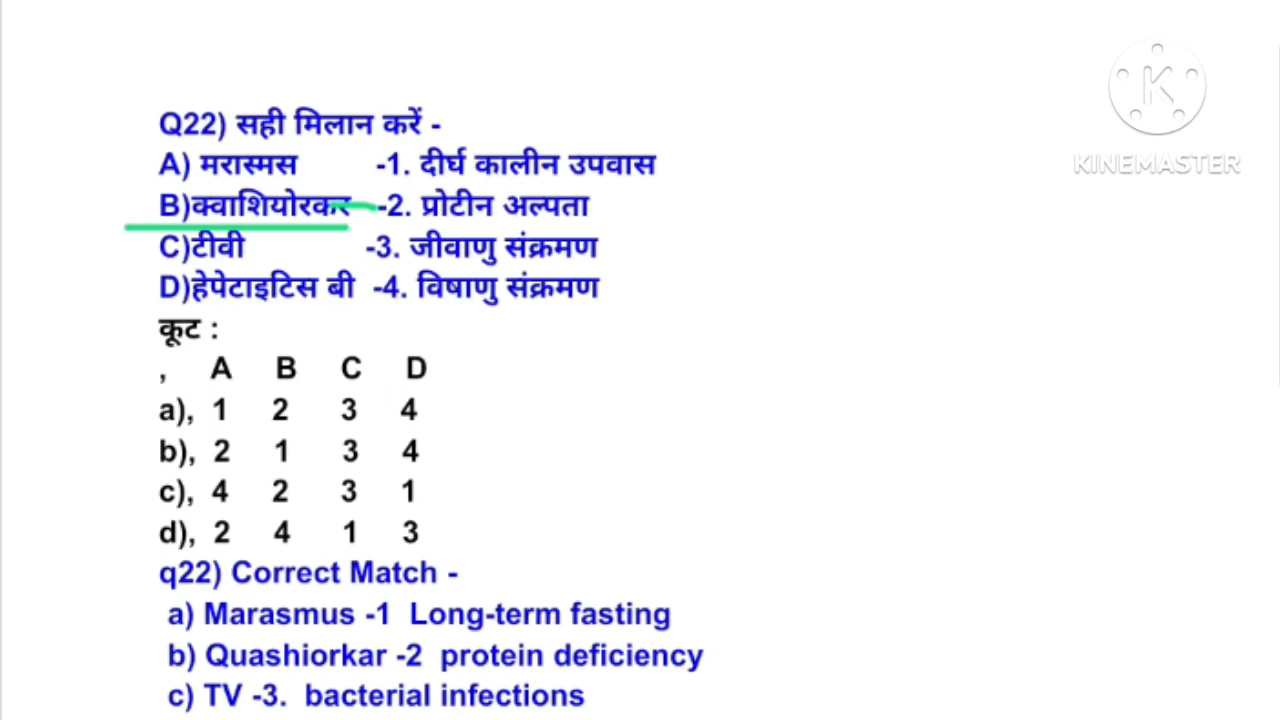 KINEMASTER
Q22) सही मिलान करें -
A) मरास्मस -1. दीर्घ कालीन उपवास
B)क्वाशियोरकर -2. प्रोटीन अल्पता
C)टीवी -3. जीवाणु संक्रमण
D)हेपेटाइटिस बी -4. विषाणु संक्रमण
कूट :
, A B C D
a), 1 2 3 4
b), 2 1 3 4
c), 4 2 3 1
d), 2 4 1 3
q22) Correct Match -
a) Marasmus -1 Long-term fasting
b) Quashiorkar -2 protein deficiency
c) TV -3. bacterial infections